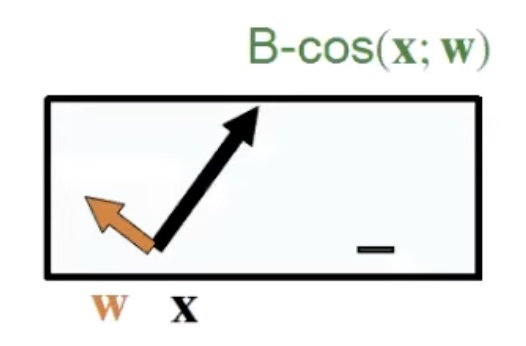 B-cos(x; w)
w x